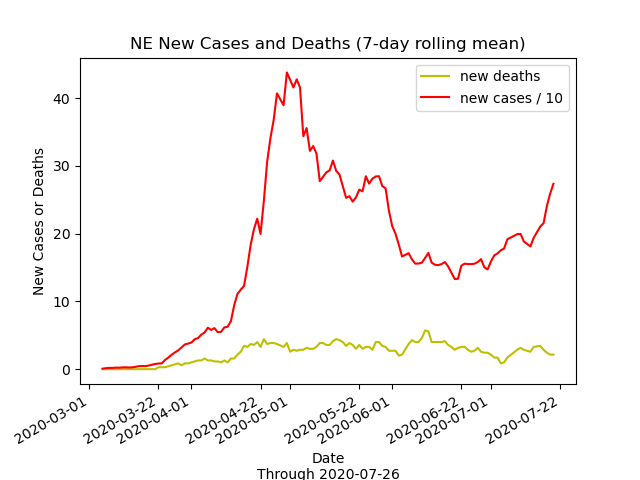 NE New Cases and Deaths (7-day rolling mean)
new deaths
new cases / 10
New Cases or Deaths
40
30
20
10
0
2020-03-01
2020-03-22
2020-04-01
2020-04-22
2020-05-01
2020-05-22
2020-06-01
2020-06-22
2020-07-01
2020-07-22
Date
Through 2020-07-26